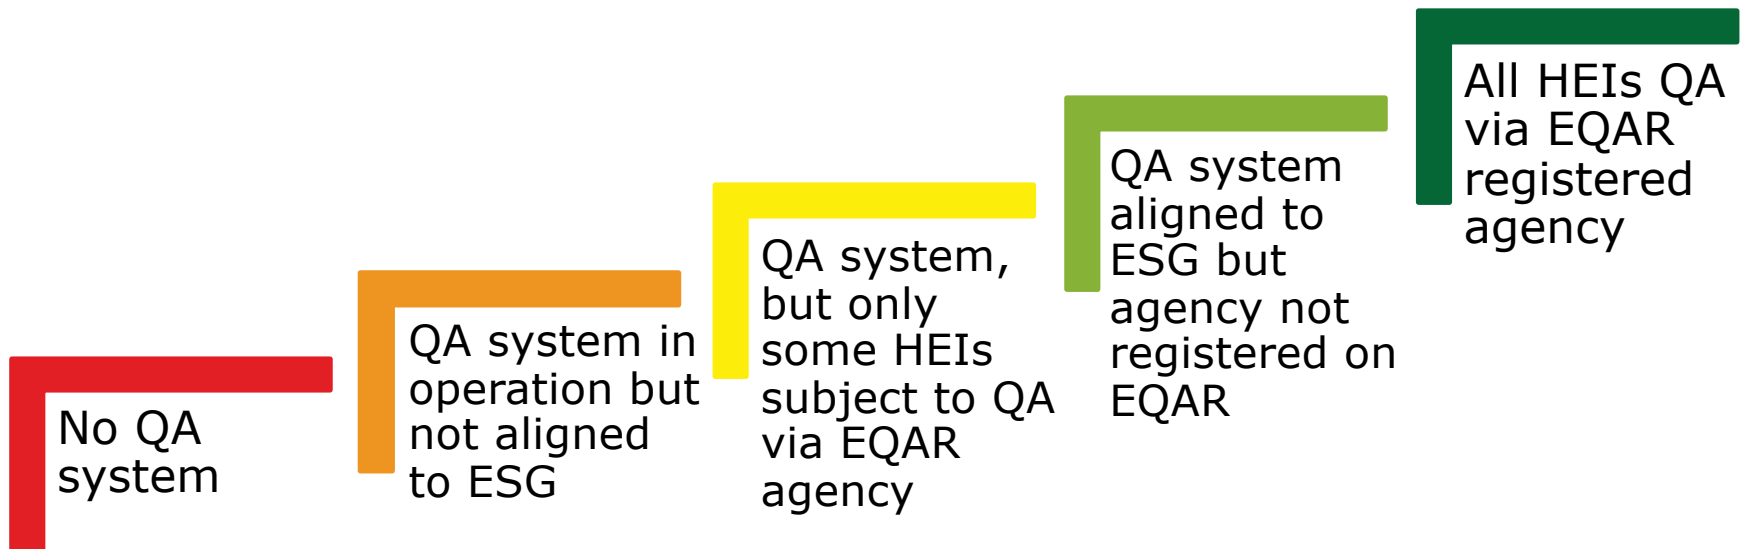 No QA
system
QA system in
operation but
not aligned
to ESG
QA system,
but only
some HEIs
subject to QA
via EQAR
agency
QA system
aligned to
ESG but
agency not
registered on
EQAR
All HEIs QA
via EQAR
registered
agency